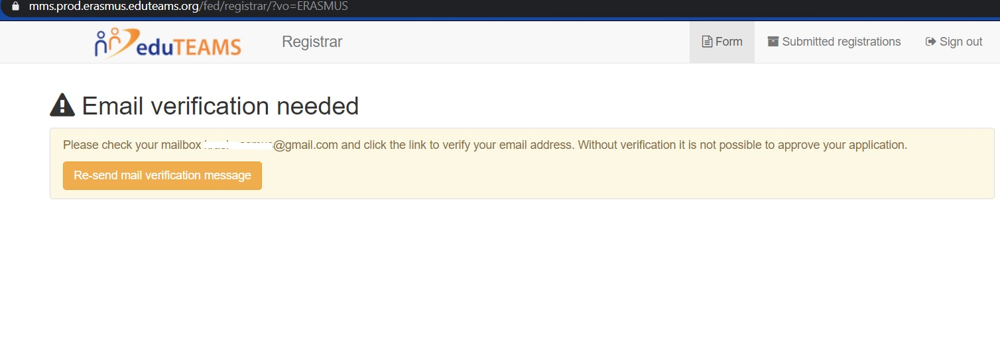 mms.prod.erasmus.eduteams.org/fed/registrar/?vo=ERASMUS
eduTEAMS Registrar Form Submitted registrations Sign out
Email verification needed
Please check your mailbox @gmail.com and click the link to verify your email address. Without verification it is not possible to approve your application.
Re-send mail verification message